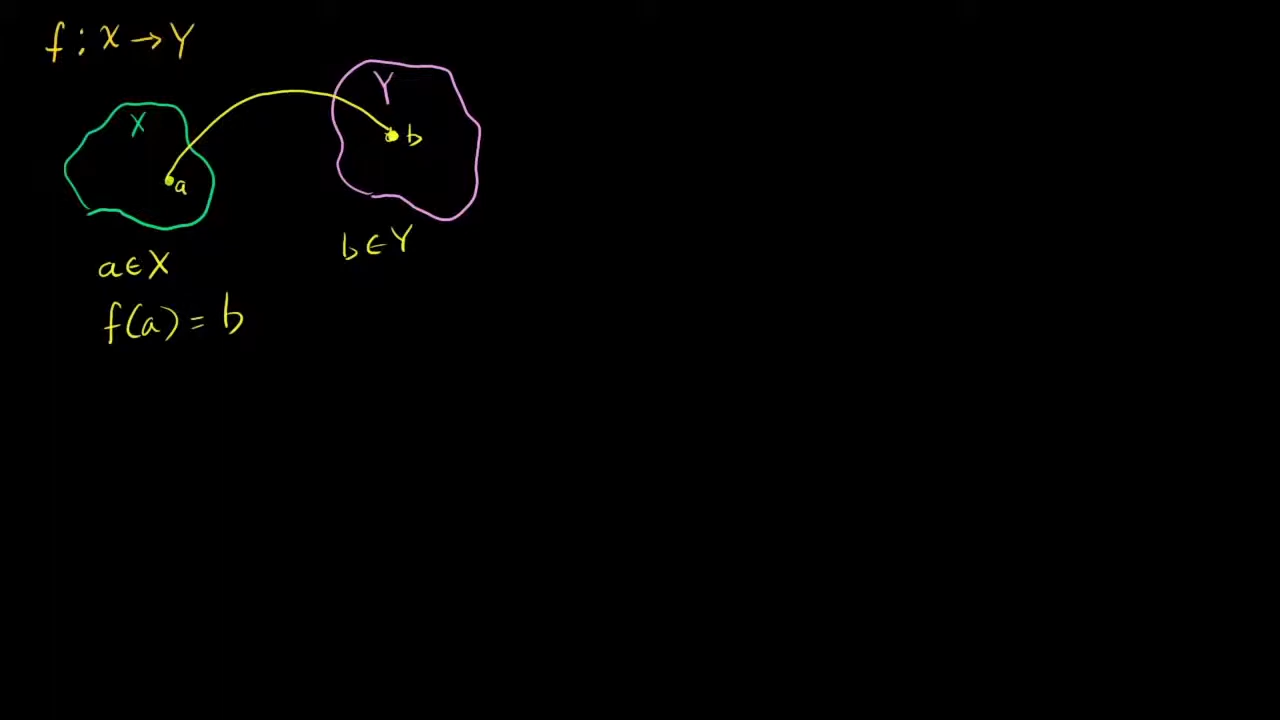 f : X → Y
X
Y
a
b
a ∈ X
b ∈ Y
f(a) = b